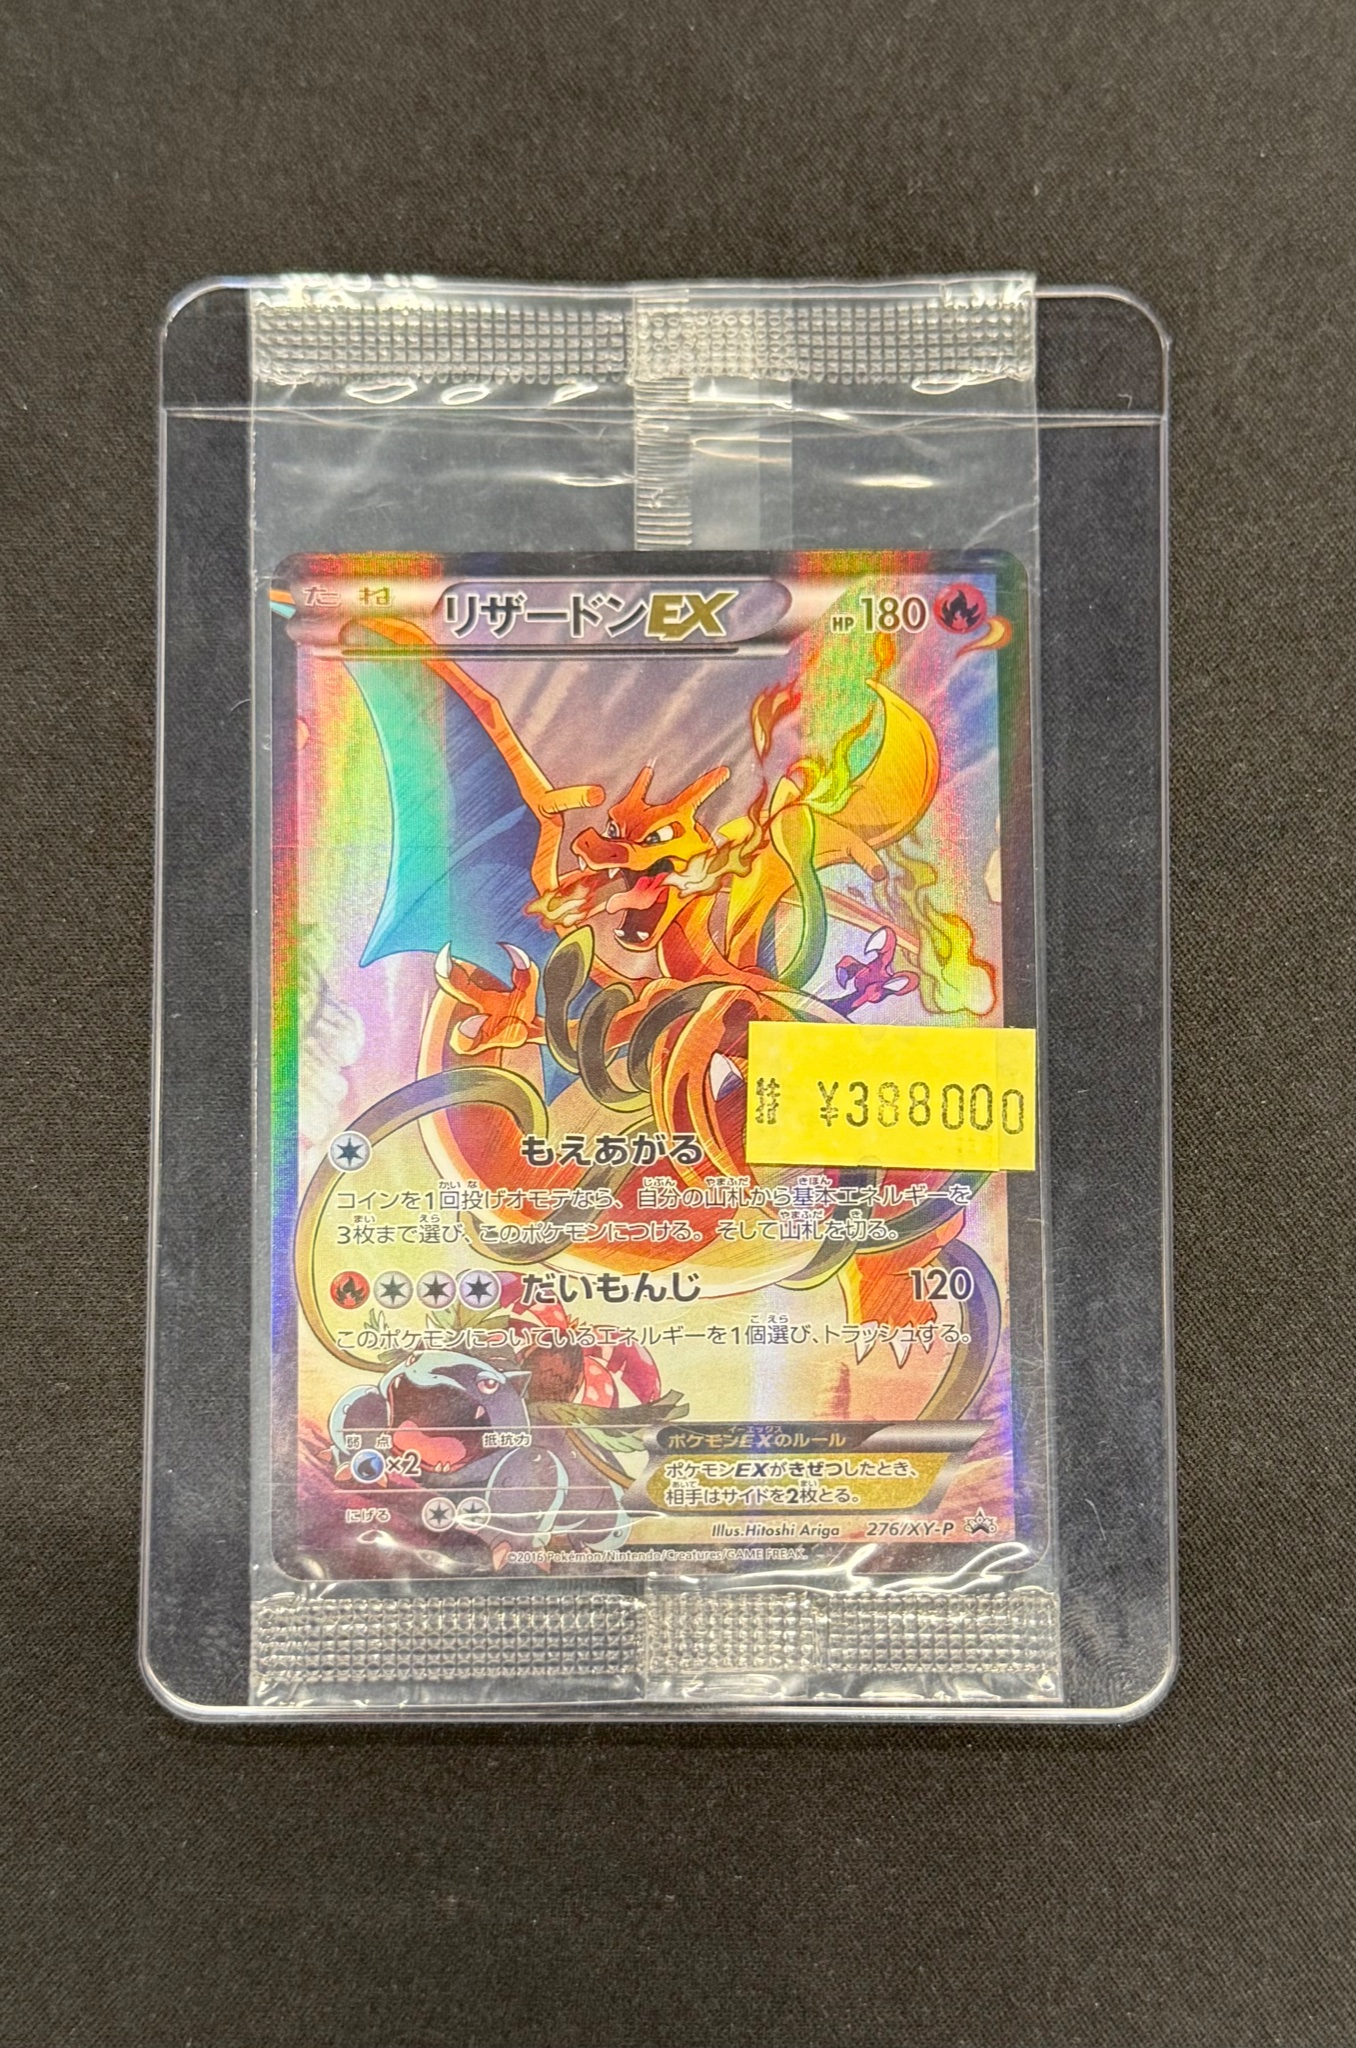 たね リザードンEX HP180
特価 ¥388000
もえあがる
コインを1回投げオモテなら、自分の山札から基本エネルギーを
3枚まで選び、このポケモンにつける。そして山札を切る。
だいもんじ 120
このポケモンについているエネルギーを1個選び、トラッシュする。
弱点 抵抗力
×2
にげる
ポケモンEXのルール
ポケモンEXがきぜつしたとき、
相手はサイドを2枚とる。
Illus.Hitoshi Ariga 276/XY-P
©2016 Pokémon/Nintendo/Creatures/GAME FREAK.